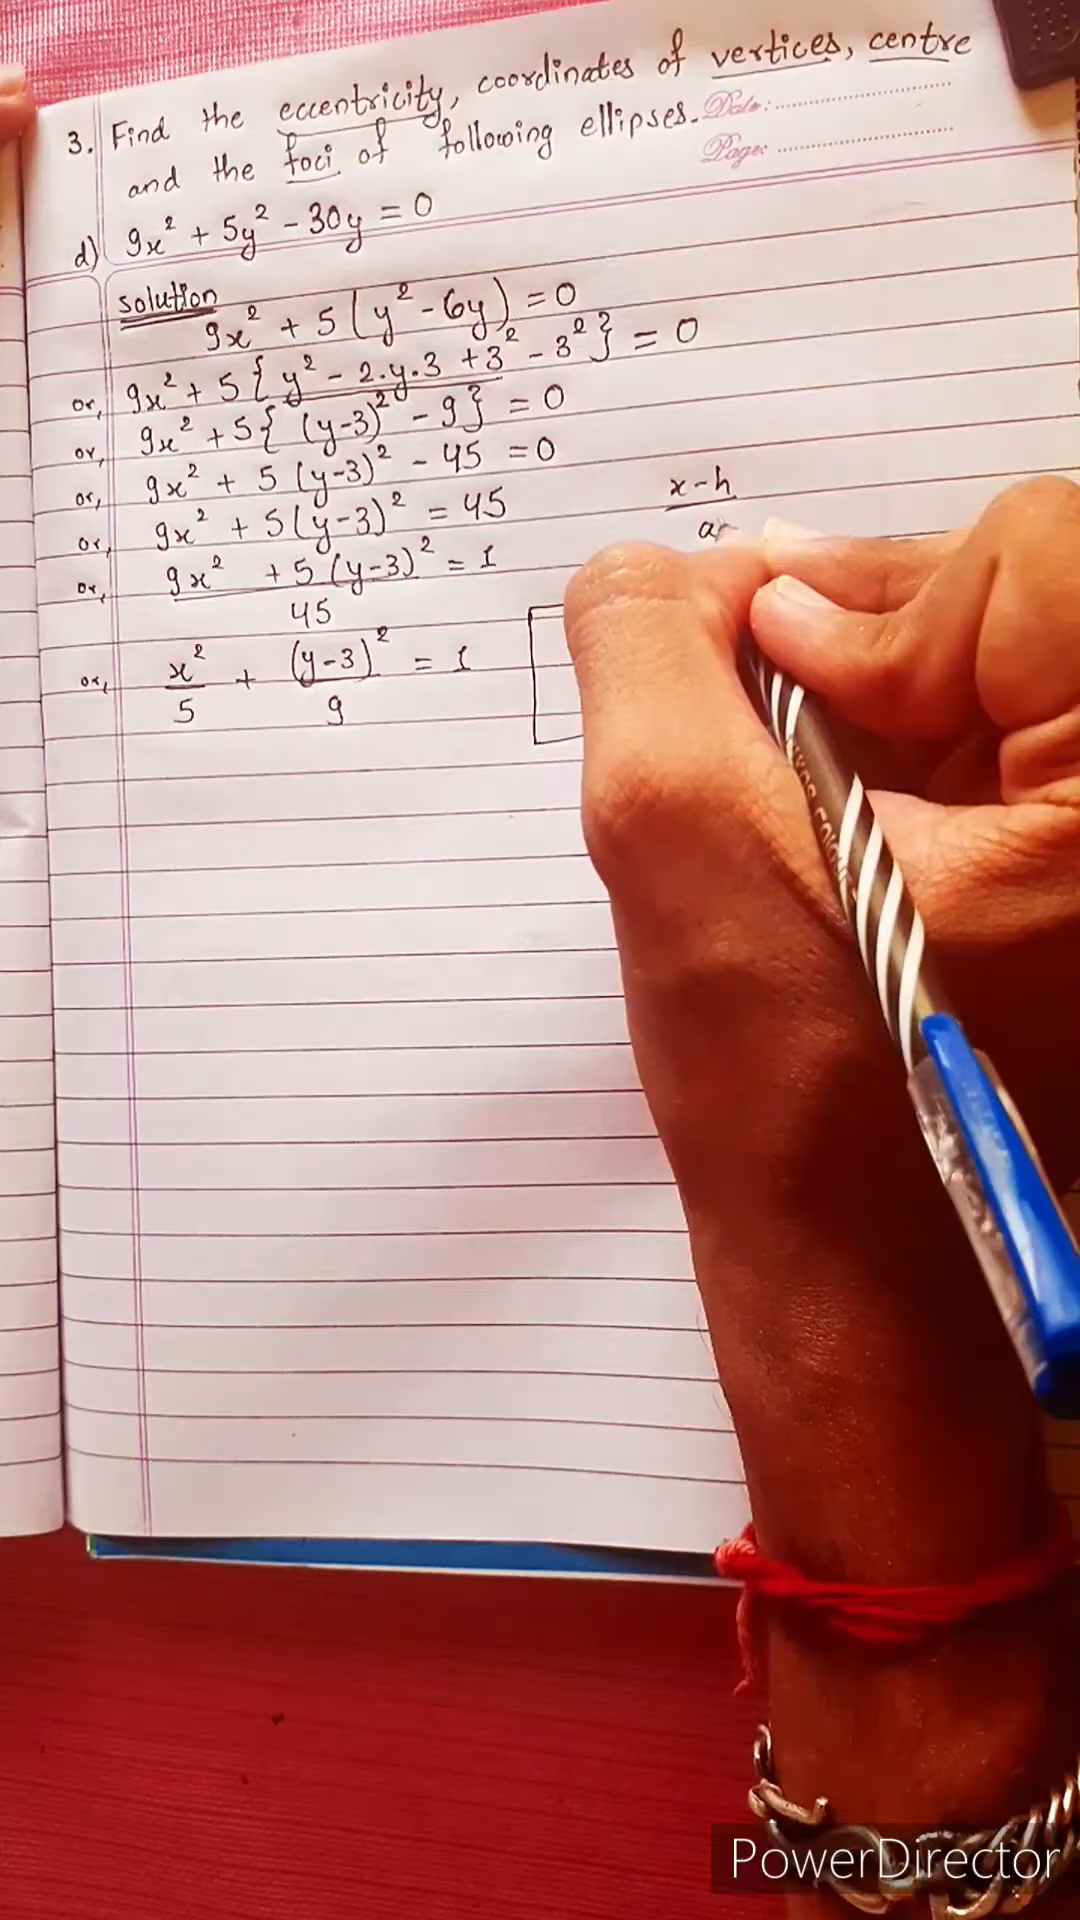 3. Find the eccentricity, coordinates of vertices, centre
and the foci of following ellipses.
Date:
Page:
d) 9x² + 5y² - 30y = 0
solution
9x² + 5(y² - 6y) = 0
or, 9x² + 5{y² - 2.y.3 + 3² - 3²} = 0
or, 9x² + 5{(y-3)² - 9} = 0
or, 9x² + 5(y-3)² - 45 = 0
or, 9x² + 5(y-3)² = 45
or, 9x² + 5(y-3)² = 1
45
or, x² + (y-3)² = 1
5 9
x-h
a
PowerDirector